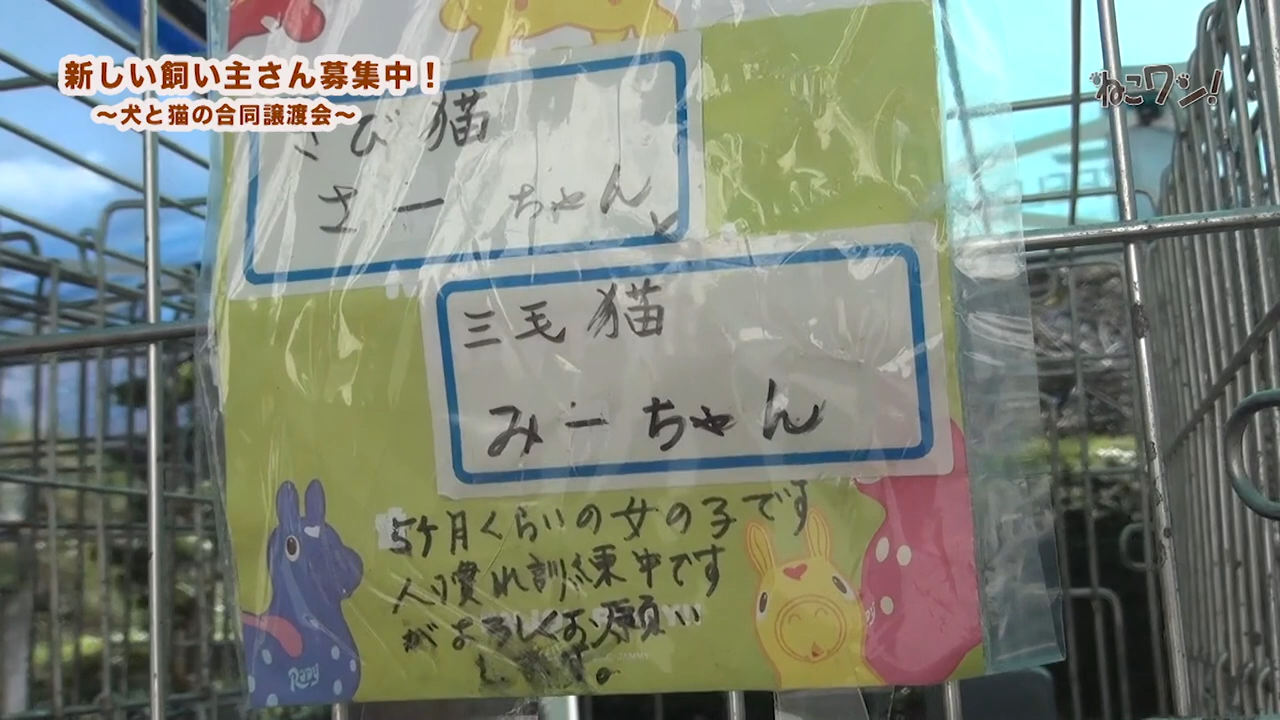 新しい飼い主さん募集中！
～犬と猫の合同譲渡会～
ねこワン！
さび猫
さーちゃん
三毛猫
みーちゃん
5ケ月くらいの女の子です
人慣れ訓練中です
がよろしくお願い
します。
Rody